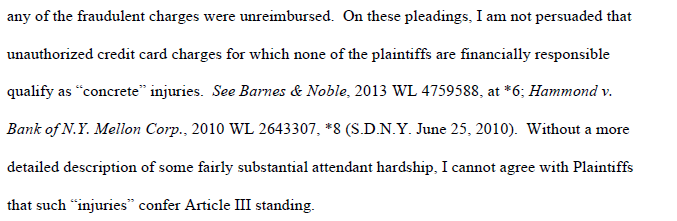 any of the fraudulent charges were unreimbursed.  On these pleadings, I am not persuaded that
unauthorized credit card charges for which none of the plaintiffs are financially responsible
qualify as “concrete” injuries.  See Barnes & Noble, 2013 WL 4759588, at *6; Hammond v.
Bank of N.Y. Mellon Corp., 2010 WL 2643307, *8 (S.D.N.Y. June 25, 2010).  Without a more
detailed description of some fairly substantial attendant hardship, I cannot agree with Plaintiffs
that such “injuries” confer Article III standing.